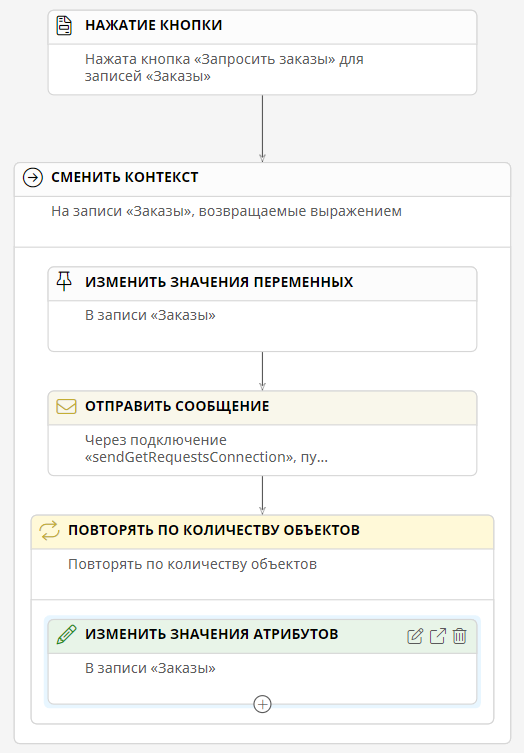 НАЖАТИЕ КНОПКИ
Нажата кнопка «Запросить заказы» для
записей «Заказы»
СМЕНИТЬ КОНТЕКСТ
На записи «Заказы», возвращаемые выражением
ИЗМЕНИТЬ ЗНАЧЕНИЯ ПЕРЕМЕННЫХ
В записи «Заказы»
ОТПРАВИТЬ СООБЩЕНИЕ
Через подключение
«sendGetRequestsConnection», пу...
ПОВТОРЯТЬ ПО КОЛИЧЕСТВУ ОБЪЕКТОВ
Повторять по количеству объектов
ИЗМЕНИТЬ ЗНАЧЕНИЯ АТРИБУТОВ
В записи «Заказы»